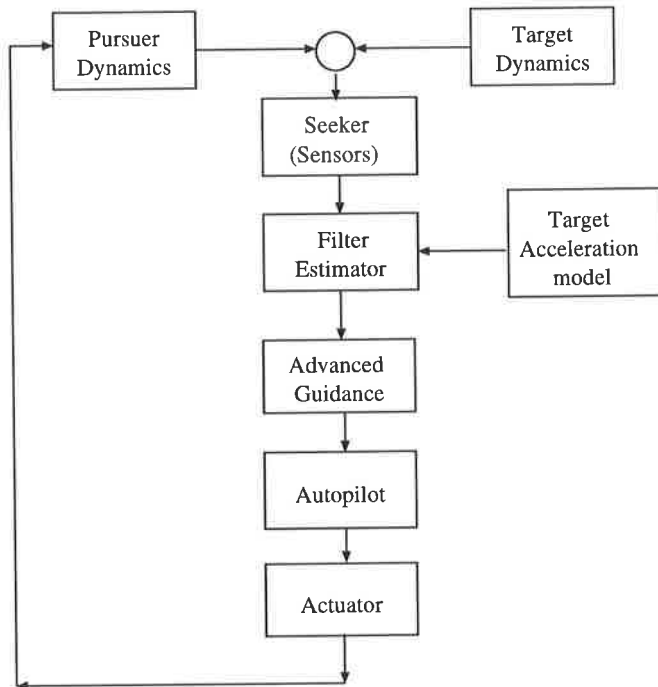 Pursuer
Dynamics
Target
Dynamics
Seeker
(Sensors)
Filter
Estimator
Target
Acceleration
model
Advanced
Guidance
Autopilot
Actuator